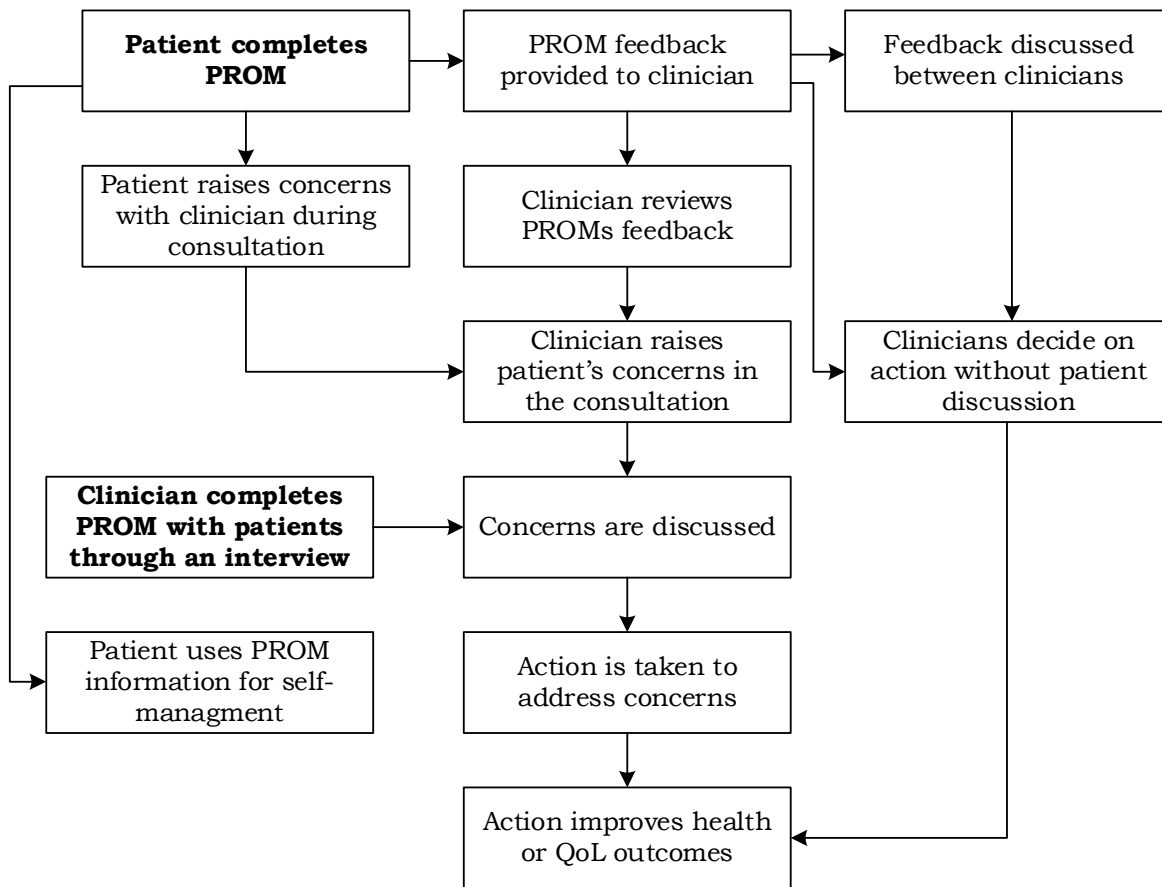 Patient completes
PROM
PROM feedback
provided to clinician
Feedback discussed
between clinicians
Patient raises concerns
with clinician during
consultation
Clinician reviews
PROMs feedback
Clinician raises
patient’s concerns in
the consultation
Clinicians decide on
action without patient
discussion
Clinician completes
PROM with patients
through an interview
Concerns are discussed
Patient uses PROM
information for self-
managment
Action is taken to
address concerns
Action improves health
or QoL outcomes